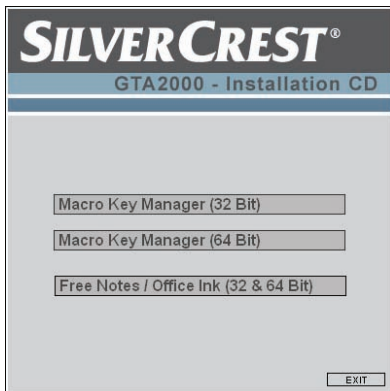 SILVERCREST®
GTA2000 - Installation CD
Macro Key Manager (32 Bit)
Macro Key Manager (64 Bit)
Free Notes / Office Ink (32 & 64 Bit)
EXIT